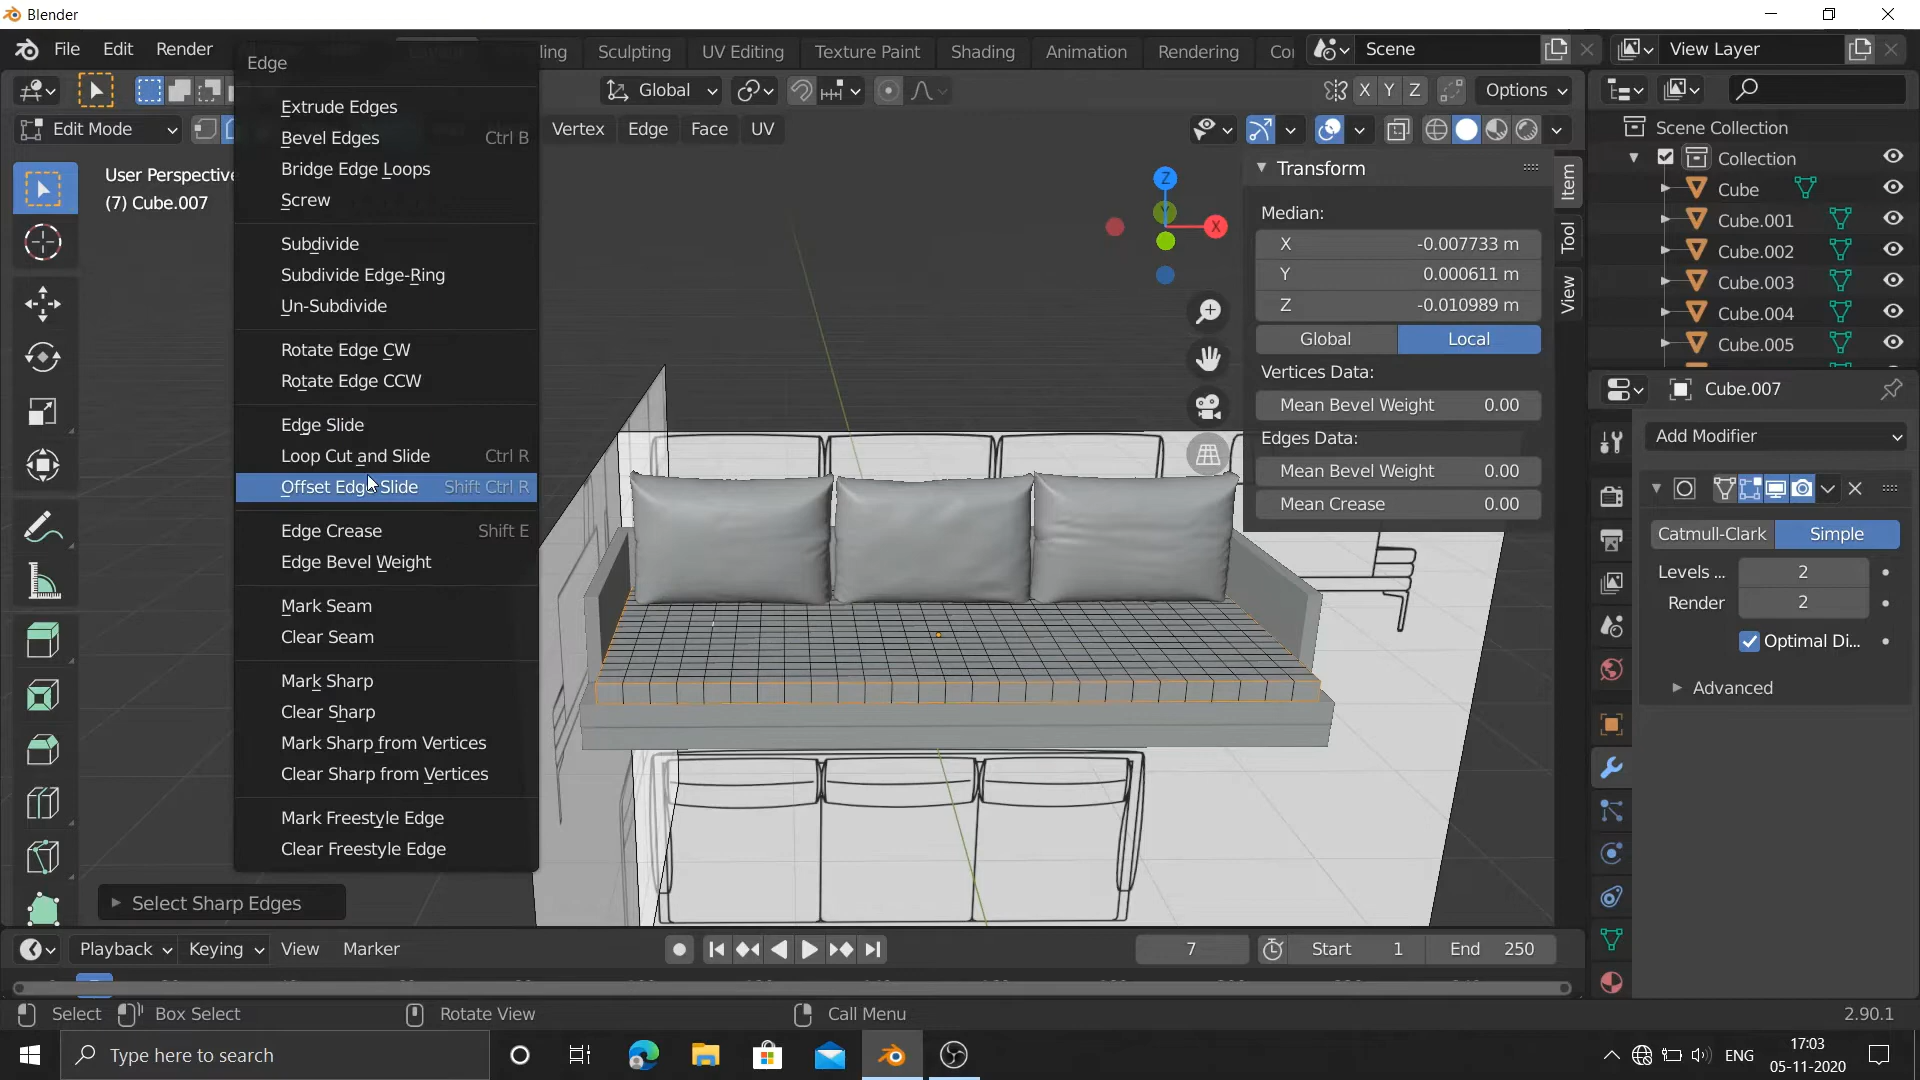 Blender
File Edit Render
Sculpting UV Editing Texture Paint Shading Animation Rendering
Scene
View Layer
Edit Mode
Global
X Y Z
Options
Vertex Edge Face UV
User Perspective
(7) Cube.007
Edge
Extrude Edges
Bevel Edges Ctrl B
Bridge Edge Loops
Screw
Subdivide
Subdivide Edge-Ring
Un-Subdivide
Rotate Edge CW
Rotate Edge CCW
Edge Slide
Loop Cut and Slide Ctrl R
Offset Edge Slide Shift Ctrl R
Edge Crease Shift E
Edge Bevel Weight
Mark Seam
Clear Seam
Mark Sharp
Clear Sharp
Mark Sharp from Vertices
Clear Sharp from Vertices
Mark Freestyle Edge
Clear Freestyle Edge
Select Sharp Edges
Z
Y
X
Transform
Median:
X -0.007733 m
Y 0.000611 m
Z -0.010989 m
Global Local
Vertices Data:
Mean Bevel Weight 0.00
Edges Data:
Mean Bevel Weight 0.00
Mean Crease 0.00
Item
Tool
View
Scene Collection
Collection
Cube
Cube.001
Cube.002
Cube.003
Cube.004
Cube.005
Cube.007
Add Modifier
Catmull-Clark Simple
Levels ... 2
Render 2
Optimal Di...
Advanced
Playback Keying View Marker
7
Start 1 End 250
Select Box Select Rotate View Call Menu
2.90.1
Type here to search
ENG
17:03
05-11-2020